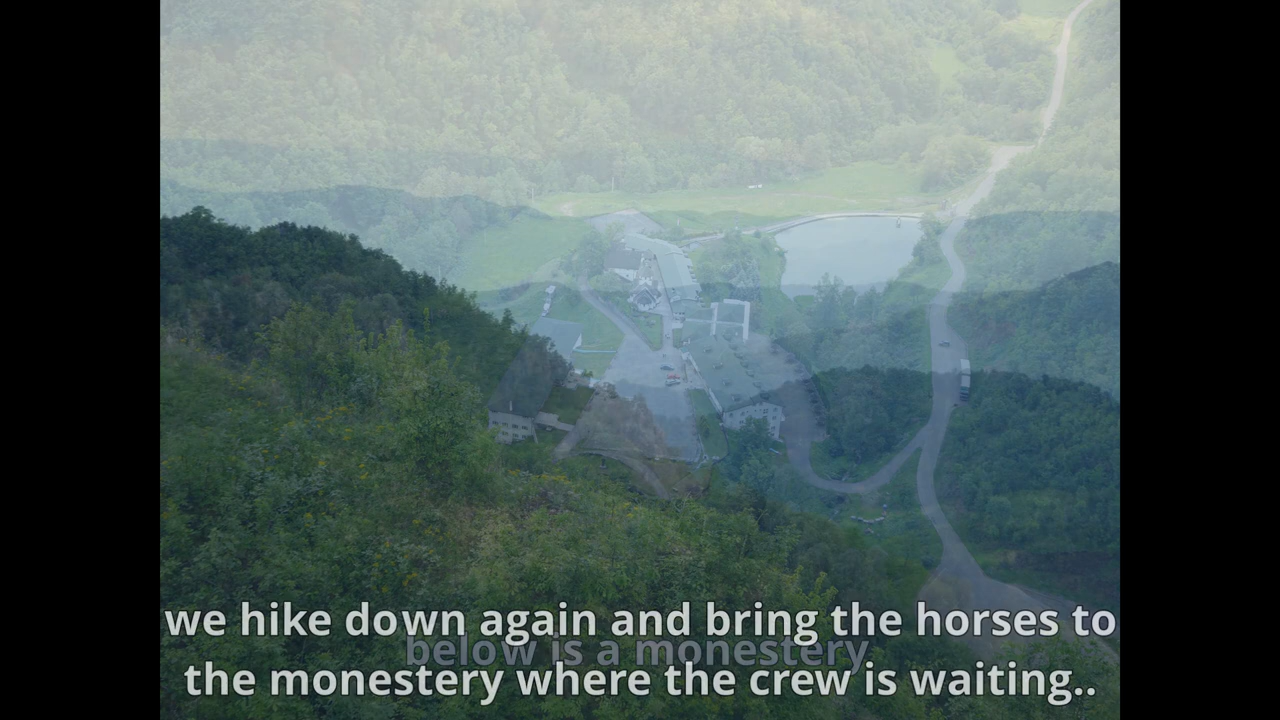 we hike down again and bring the horses to
below is a monestery
the monestery where the crew is waiting..